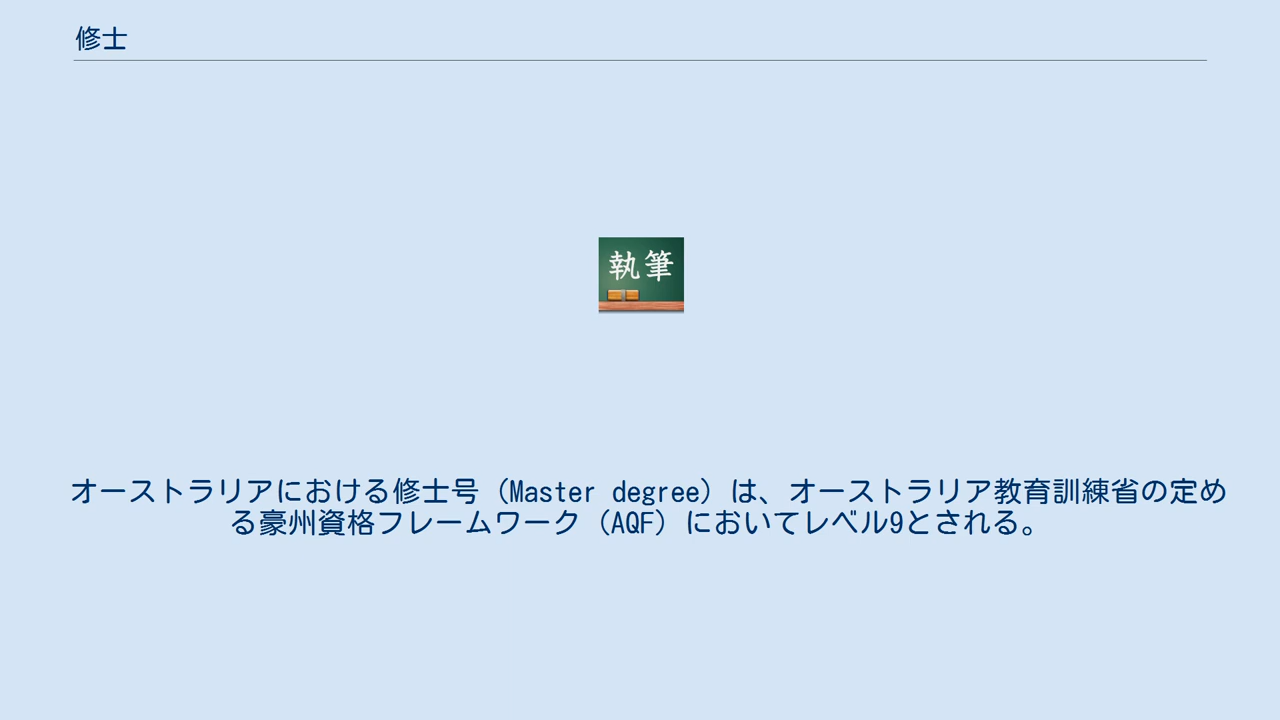 修士
執筆
オーストラリアにおける修士号（Master degree）は、オーストラリア教育訓練省の定め
る豪州資格フレームワーク（AQF）においてレベル9とされる。